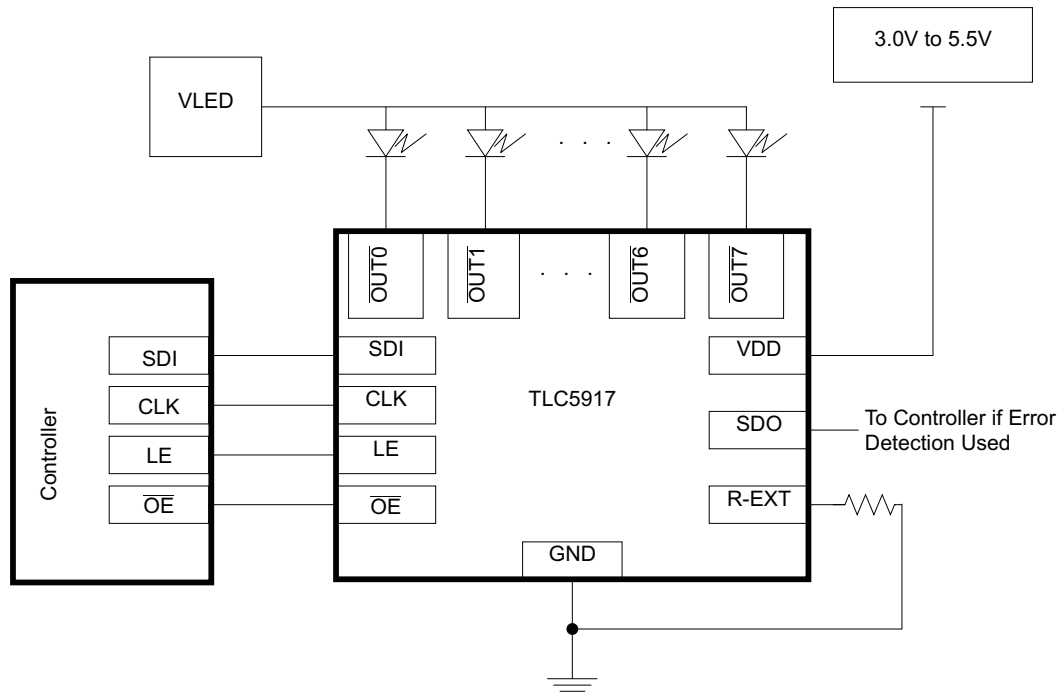 3.0V to 5.5V
VLED
. . .
OUT0
OUT1
. . .
OUT6
OUT7
Controller
SDI
CLK
LE
OE
SDI
CLK
LE
OE
TLC5917
VDD
SDO
R-EXT
GND
To Controller if Error
Detection Used